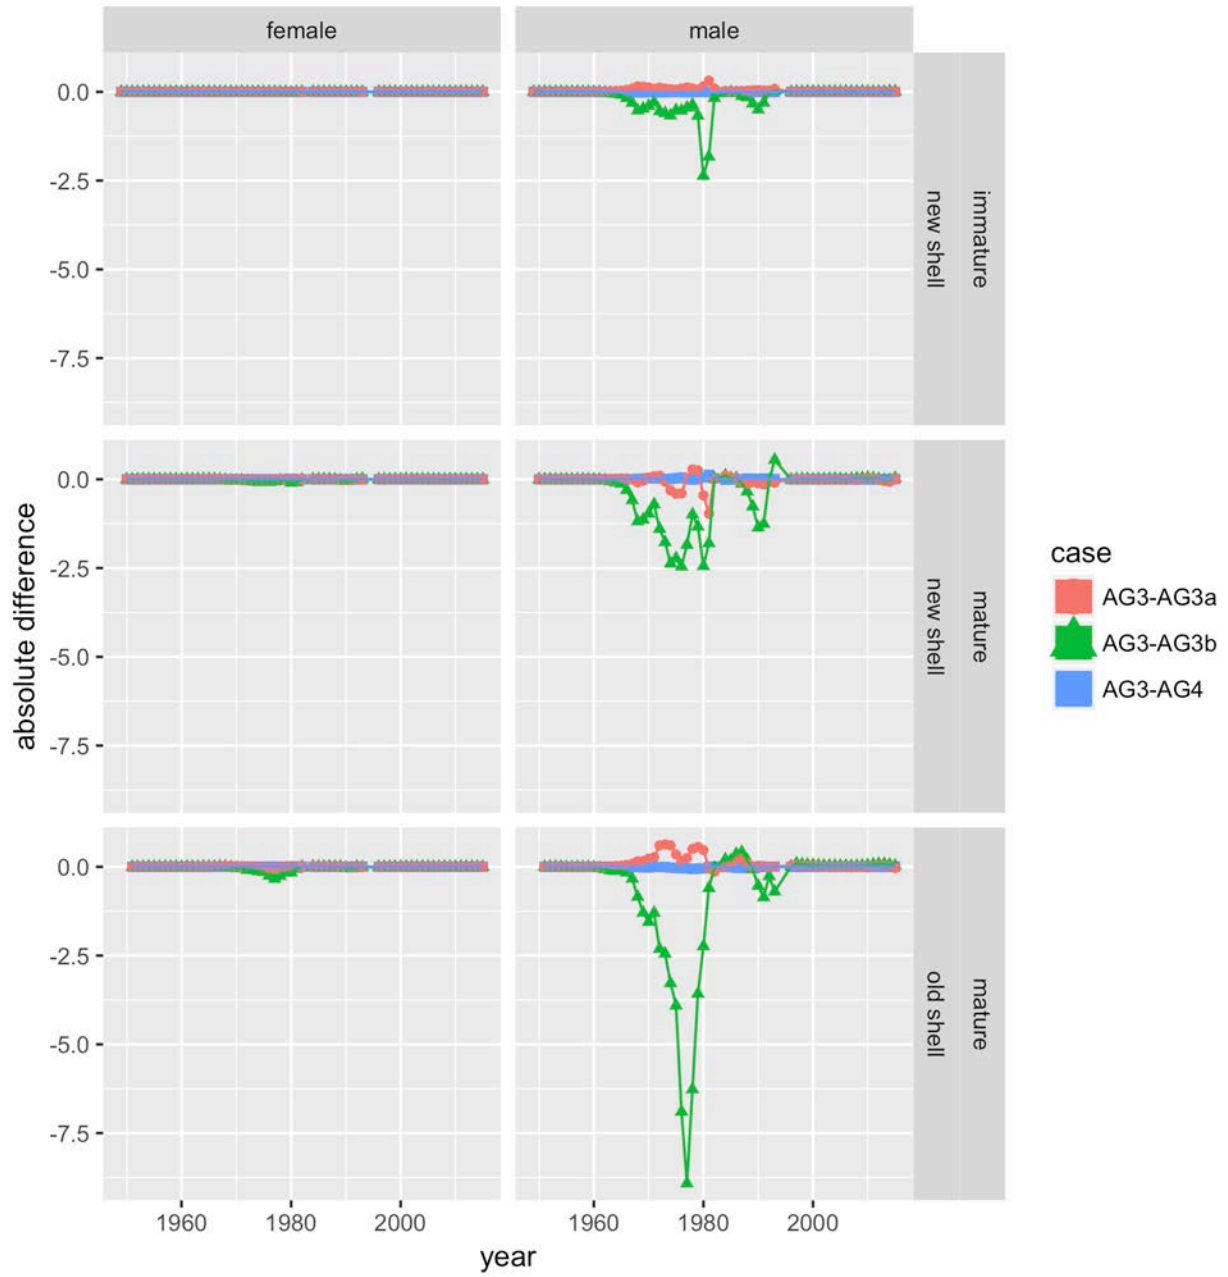 female
male
0.0
-2.5
-5.0
-7.5
new shell
immature
0.0
-2.5
-5.0
-7.5
new shell
mature
0.0
-2.5
-5.0
-7.5
old shell
mature
1960
1980
2000
1960
1980
2000
year
absolute difference
case
AG3-AG3a
AG3-AG3b
AG3-AG4